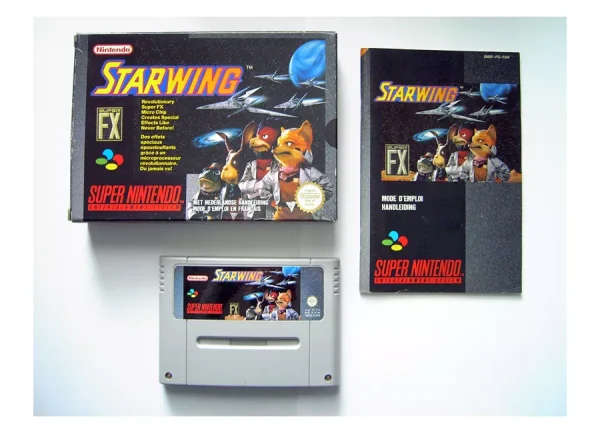 Nintendo
STARWING™
Revolutionary
Super FX
Micro Chip
Creates Special
Effects Like
Never Before!
Des effets
spéciaux
époustouflants
grâce à un
microprocesseur
révolutionnaire.
Du jamais vu!
SUPER
FX
SUPER NINTENDO
ENTERTAINMENT SYSTEM
MET NEDERLANDSE HANDLEIDING
MODE D'EMPLOI EN FRANÇAIS
STARWING
SUPER
FX
MODE D'EMPLOI
HANDLEIDING
SUPER NINTENDO
ENTERTAINMENT SYSTEM
Nintendo
STARWING
FX
SUPER NINTENDO